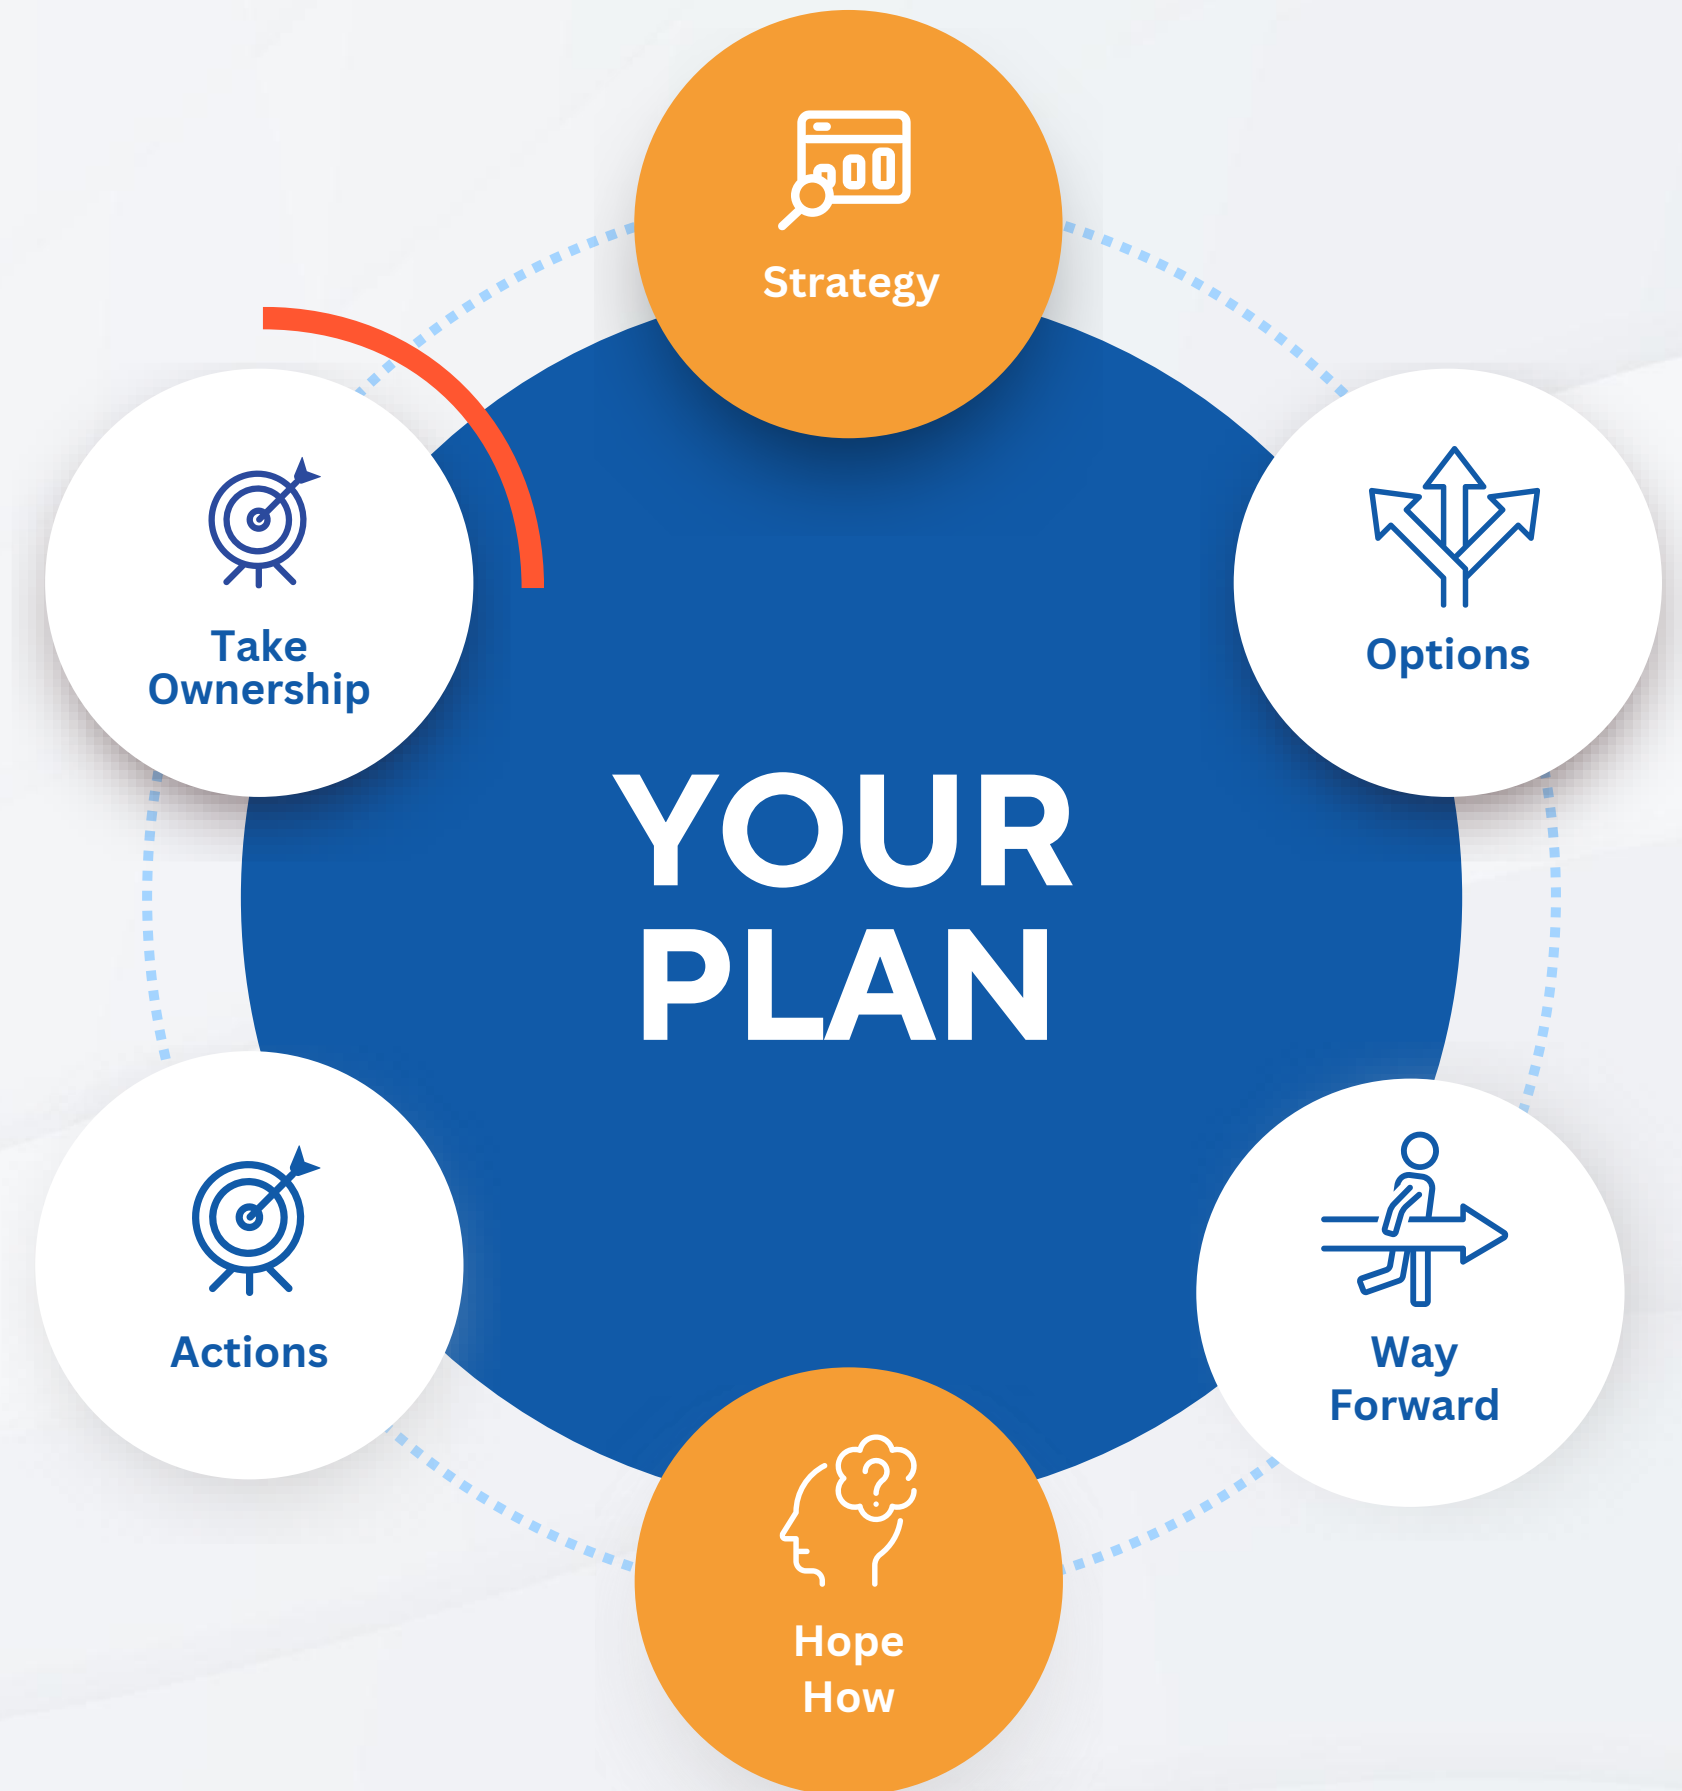 Strategy
Take
Ownership
Options
YOUR
PLAN
Actions
Way
Forward
Hope
How